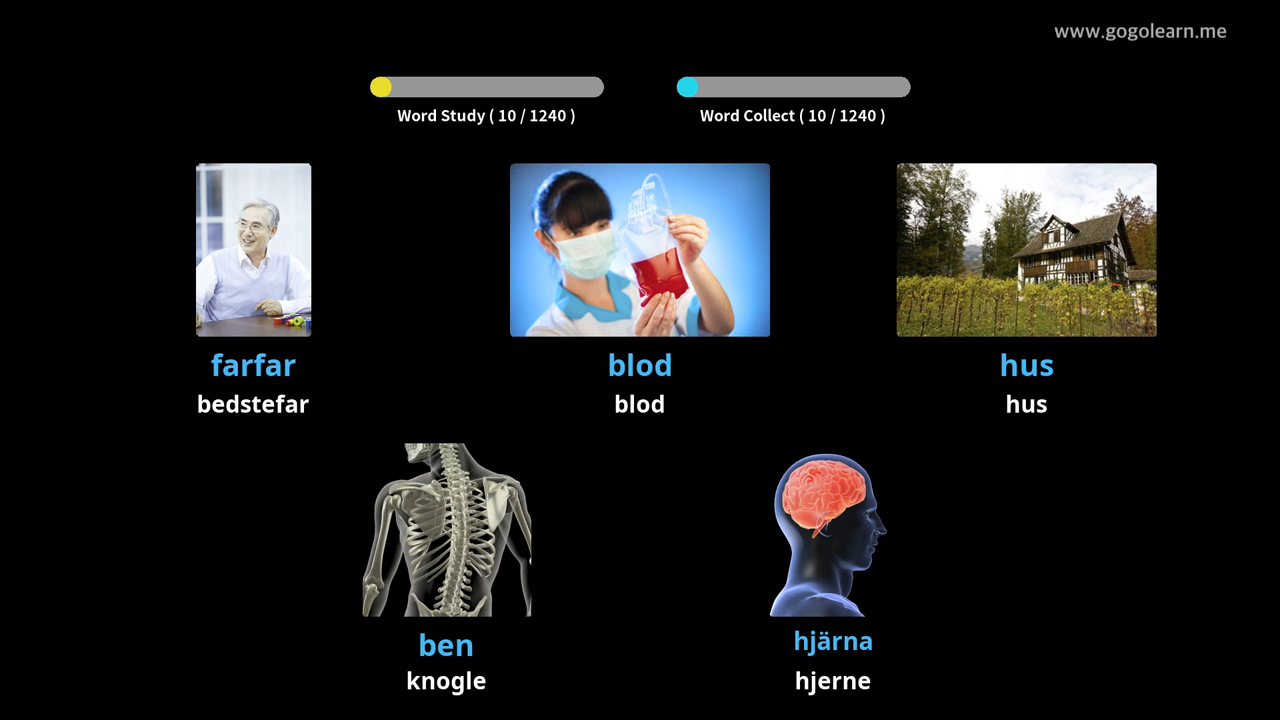 www.gogolearn.me
Word Study ( 10 / 1240 )
Word Collect ( 10 / 1240 )
farfar
bedstefar
blod
blod
hus
hus
ben
knogle
hjärna
hjerne